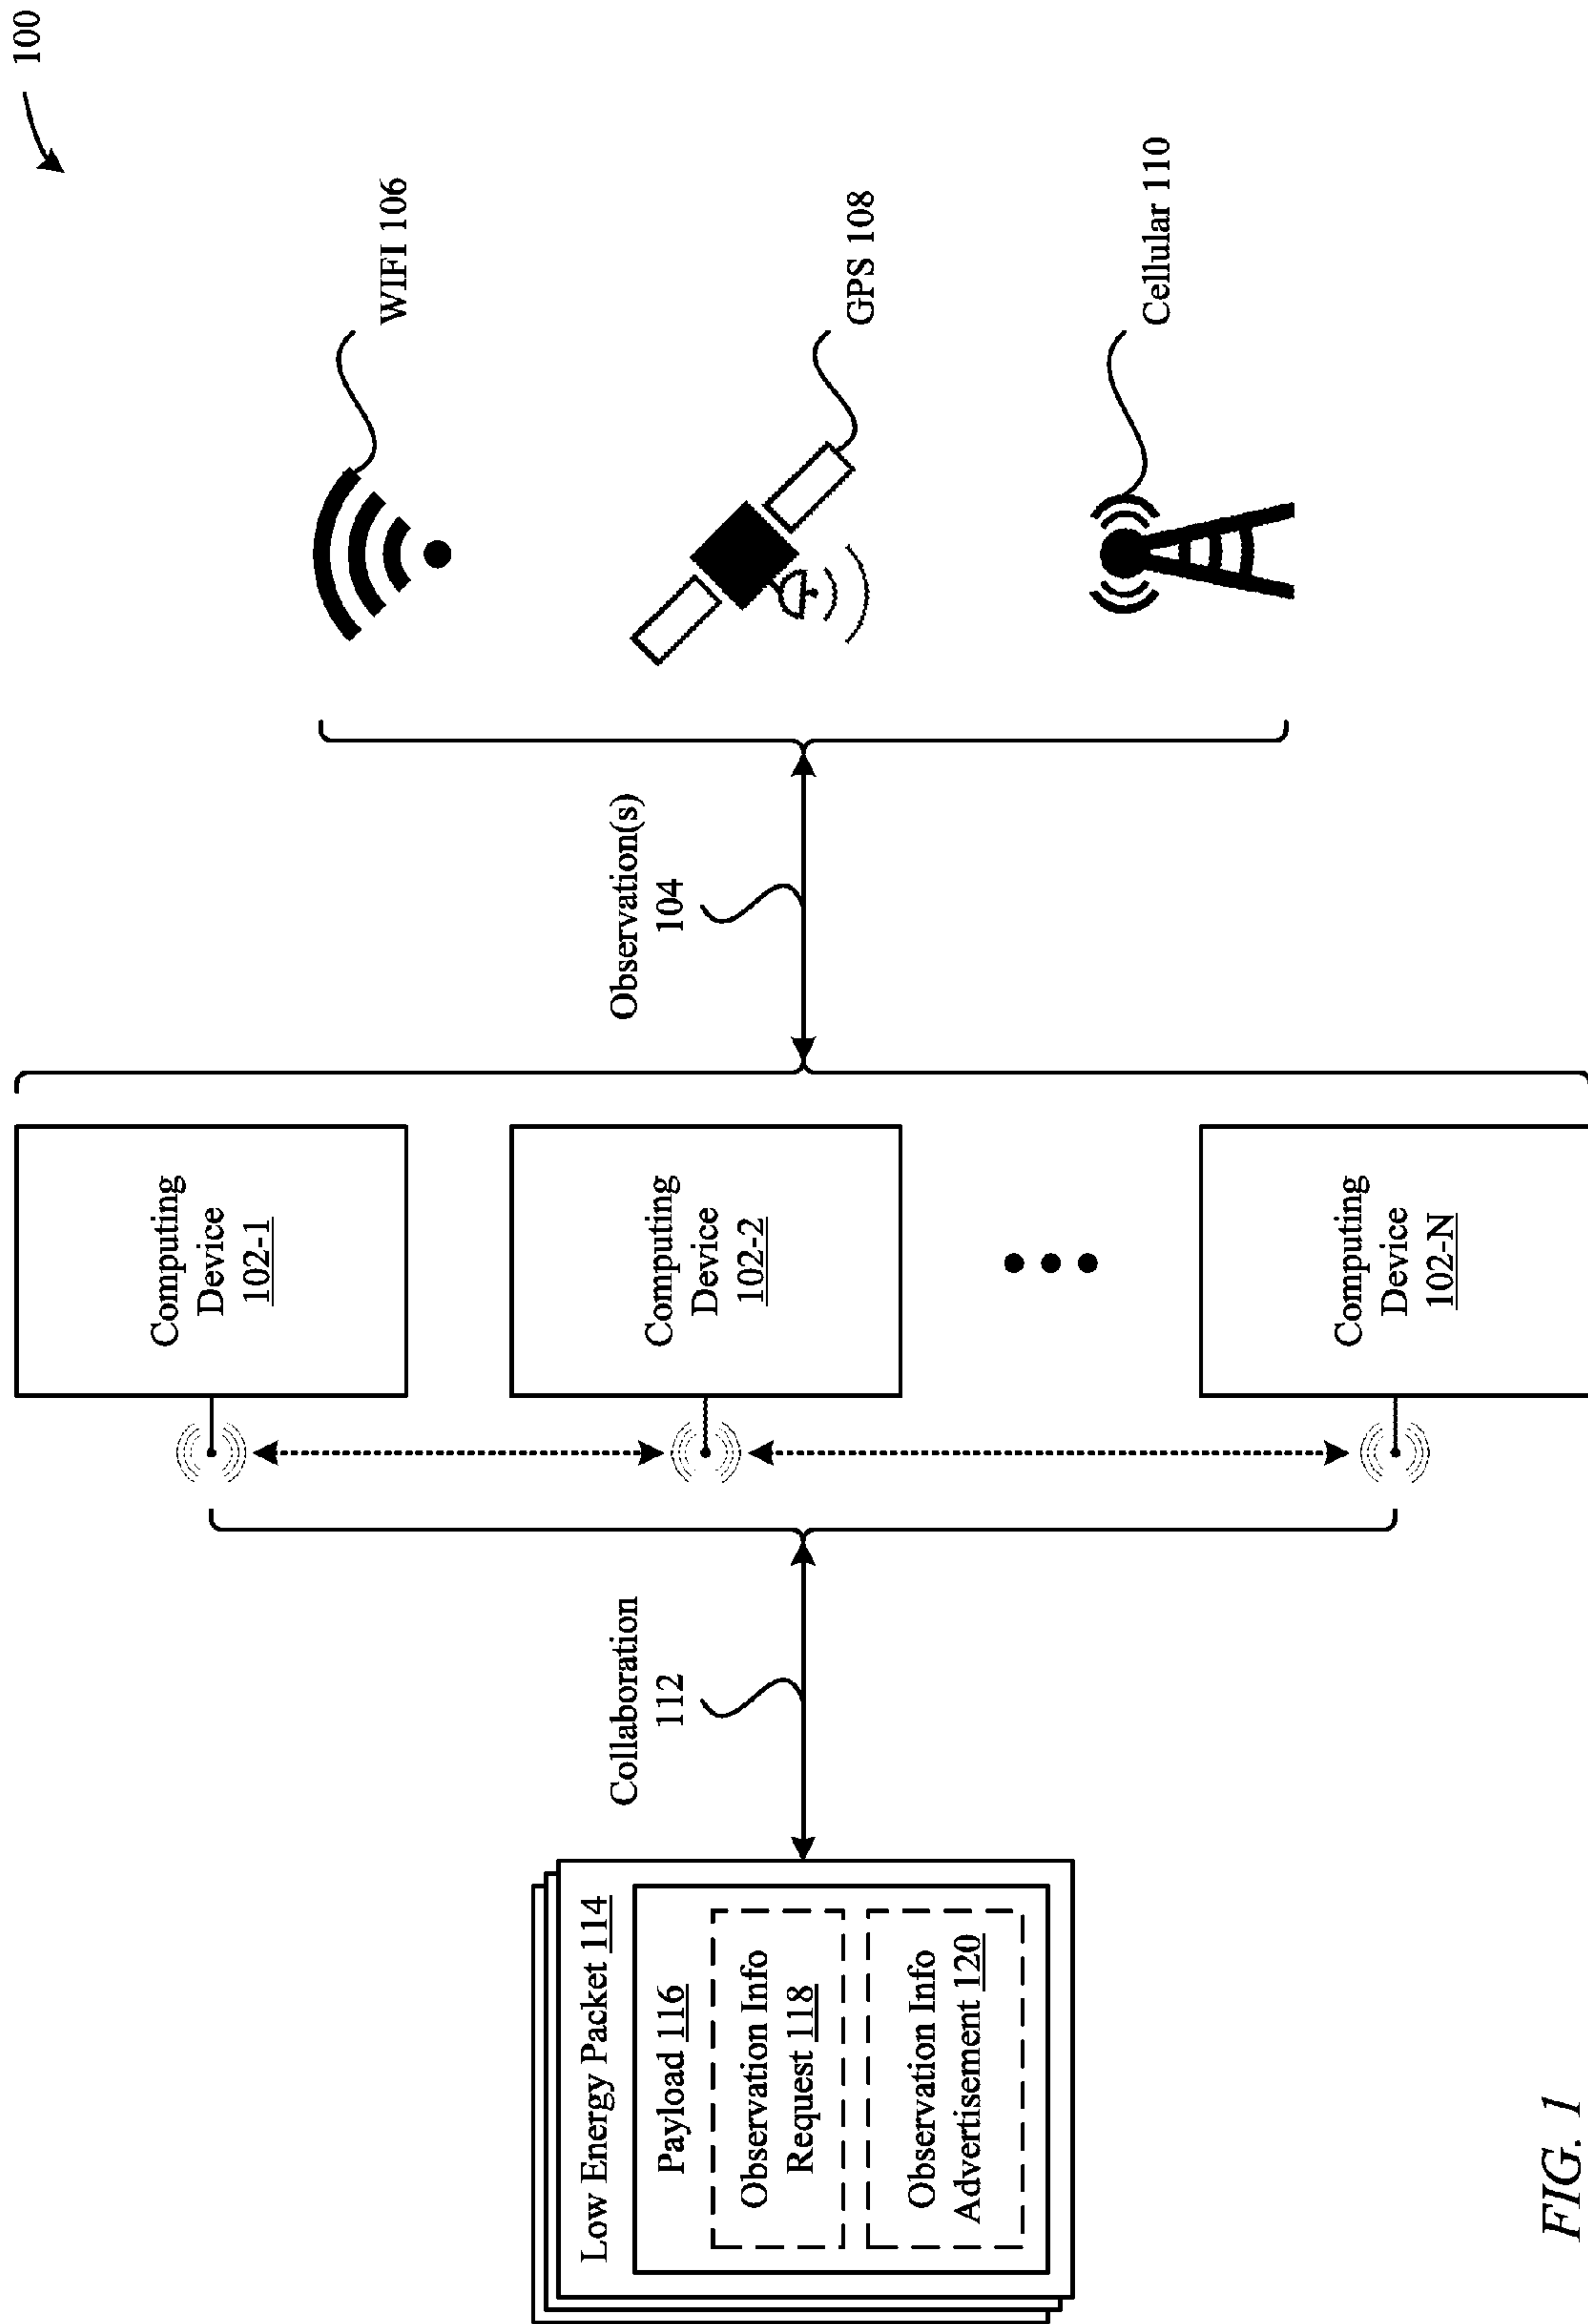 100
Low Energy Packet 114
Payload 116
Observation Info
Request 118
Observation Info
Advertisement 120
Collaboration
112
Computing
Device
102-1
Computing
Device
102-2
Computing
Device
102-N
Observation(s)
104
WIFI 106
GPS 108
Cellular 110
FIG. 1